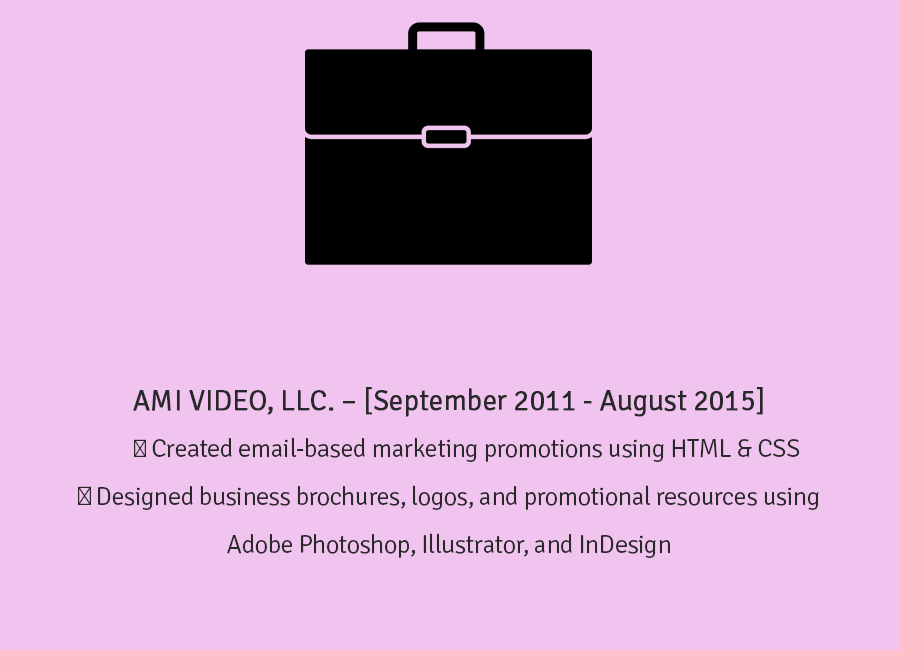 AMI VIDEO, LLC. – [September 2011 - August 2015]
Created email-based marketing promotions using HTML & CSS
Designed business brochures, logos, and promotional resources using
Adobe Photoshop, Illustrator, and InDesign